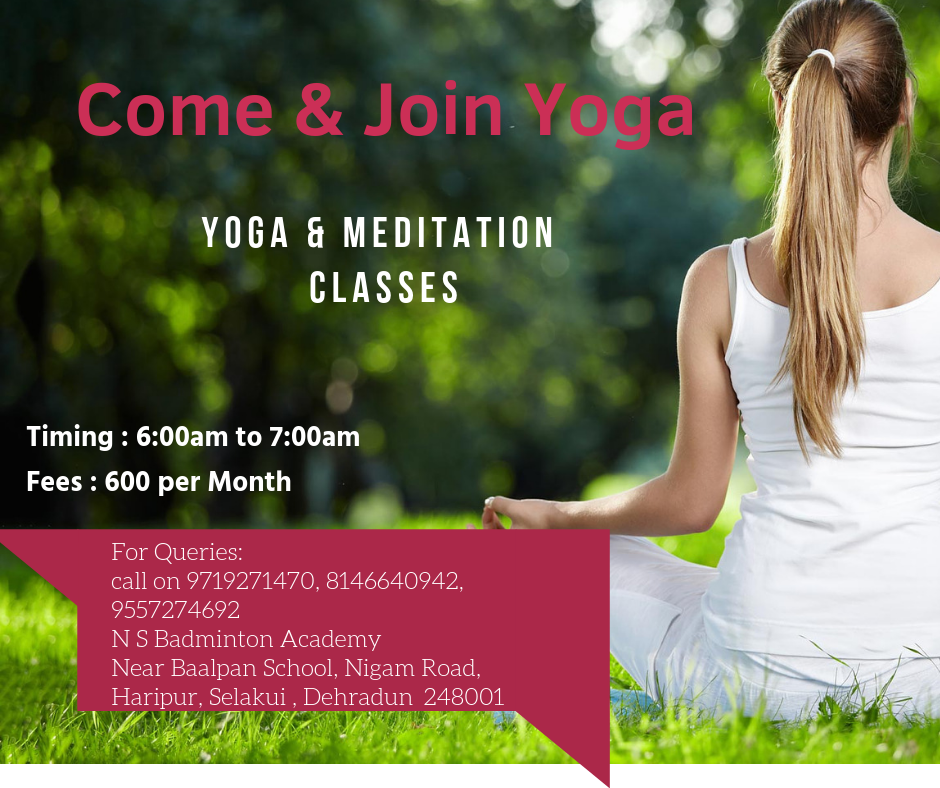 Come & Join Yoga
YOGA & MEDITATION
CLASSES
Timing : 6:00am to 7:00am
Fees : 600 per Month
For Queries:
call on 9719271470, 8146640942,
9557274692
N S Badminton Academy
Near Baalpan School, Nigam Road,
Haripur, Selakui , Dehradun 248001